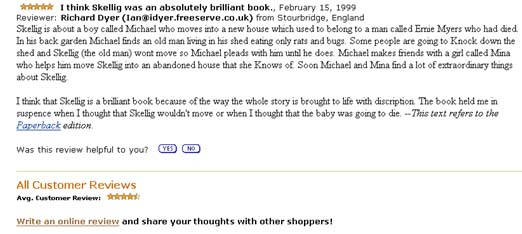 I think Skellig was an absolutely brilliant book., February 15, 1999
Reviewer: Richard Dyer (Ian@idyer.freeserve.co.uk) from Stourbridge, England
Skellig is about a boy called Michael who moves into a new house which used to belong to a man called Ernie Myers who had died.
In his back garden Michael finds an old man living in his shed eating only rats and bugs. Some people are going to Knock down the
shed and Skellig (the old man) wont move so Michael pleads with him until he does. Michael makes friends with a girl called Mina
who helps him move Skellig into an abandoned house that she Knows of. Soon Michael and Mina find a lot of extraordinary things
about Skellig.
I think that Skellig is a brilliant book because of the way the whole story is brought to life with discription. The book held me in
suspence when I thought that Skellig wouldn't move or when I thought that the baby was going to die. --This text refers to the
Paperback edition.
Was this review helpful to you? YES NO
All Customer Reviews
Avg. Customer Review:
Write an online review and share your thoughts with other shoppers!